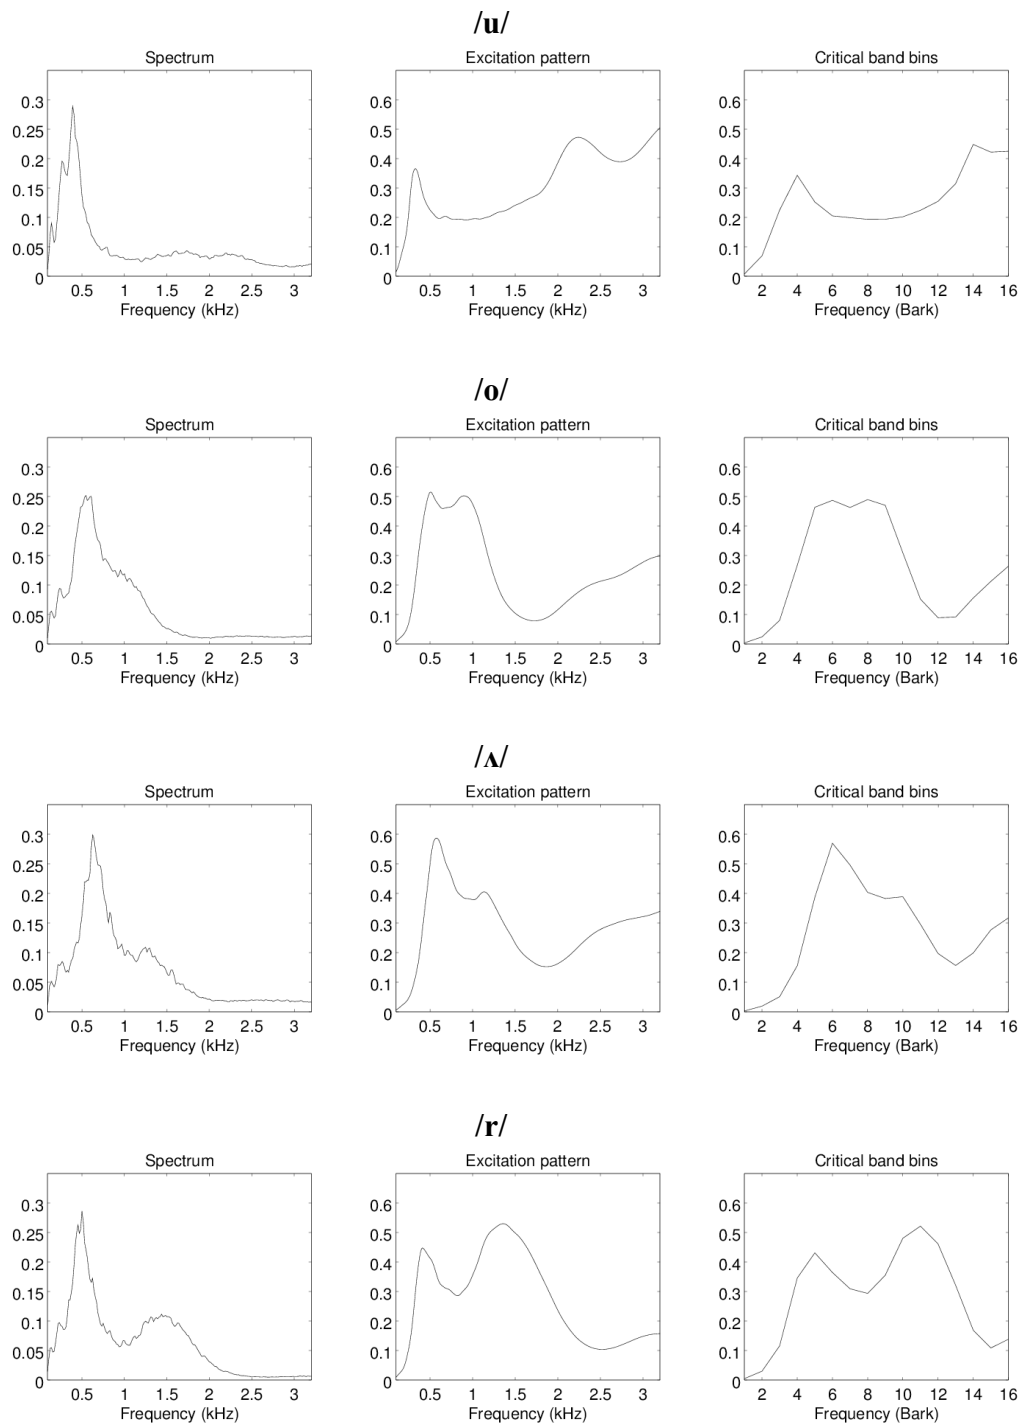 /u/
Spectrum Excitation pattern Critical band bins
0.3 0.6 0.6
0.25 0.5 0.5
0.2 0.4 0.4
0.15 0.3 0.3
0.1 0.2 0.2
0.05 0.1 0.1
0 0 0
0.5 1 1.5 2 2.5 3 0.5 1 1.5 2 2.5 3 2 4 6 8 10 12 14 16
Frequency (kHz) Frequency (kHz) Frequency (Bark)
/o/
Spectrum Excitation pattern Critical band bins
0.3 0.6 0.6
0.25 0.5 0.5
0.2 0.4 0.4
0.15 0.3 0.3
0.1 0.2 0.2
0.05 0.1 0.1
0 0 0
0.5 1 1.5 2 2.5 3 0.5 1 1.5 2 2.5 3 2 4 6 8 10 12 14 16
Frequency (kHz) Frequency (kHz) Frequency (Bark)
/ʌ/
Spectrum Excitation pattern Critical band bins
0.3 0.6 0.6
0.25 0.5 0.5
0.2 0.4 0.4
0.15 0.3 0.3
0.1 0.2 0.2
0.05 0.1 0.1
0 0 0
0.5 1 1.5 2 2.5 3 0.5 1 1.5 2 2.5 3 2 4 6 8 10 12 14 16
Frequency (kHz) Frequency (kHz) Frequency (Bark)
/r/
Spectrum Excitation pattern Critical band bins
0.3 0.6 0.6
0.25 0.5 0.5
0.2 0.4 0.4
0.15 0.3 0.3
0.1 0.2 0.2
0.05 0.1 0.1
0 0 0
0.5 1 1.5 2 2.5 3 0.5 1 1.5 2 2.5 3 2 4 6 8 10 12 14 16
Frequency (kHz) Frequency (kHz) Frequency (Bark)